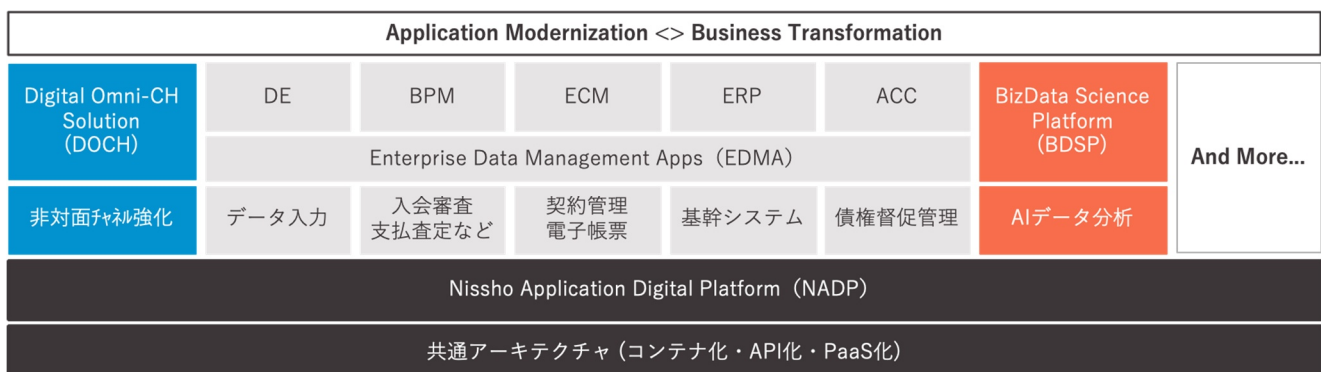 Application Modernization <> Business Transformation
Digital Omni-CH
Solution
(DOCH)
DE
BPM
ECM
ERP
ACC
Enterprise Data Management Apps（EDMA）
BizData Science
Platform
(BDSP)
And More...
非対面ﾁｬﾈﾙ強化
データ入力
入会審査
支払査定など
契約管理
電子帳票
基幹システム
債権督促管理
AIデータ分析
Nissho Application Digital Platform（NADP）
共通アーキテクチャ (コンテナ化・API化・PaaS化)